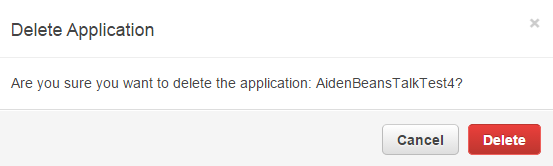 Delete Application
×
Are you sure you want to delete the application: AidenBeansTalkTest4?
Cancel
Delete